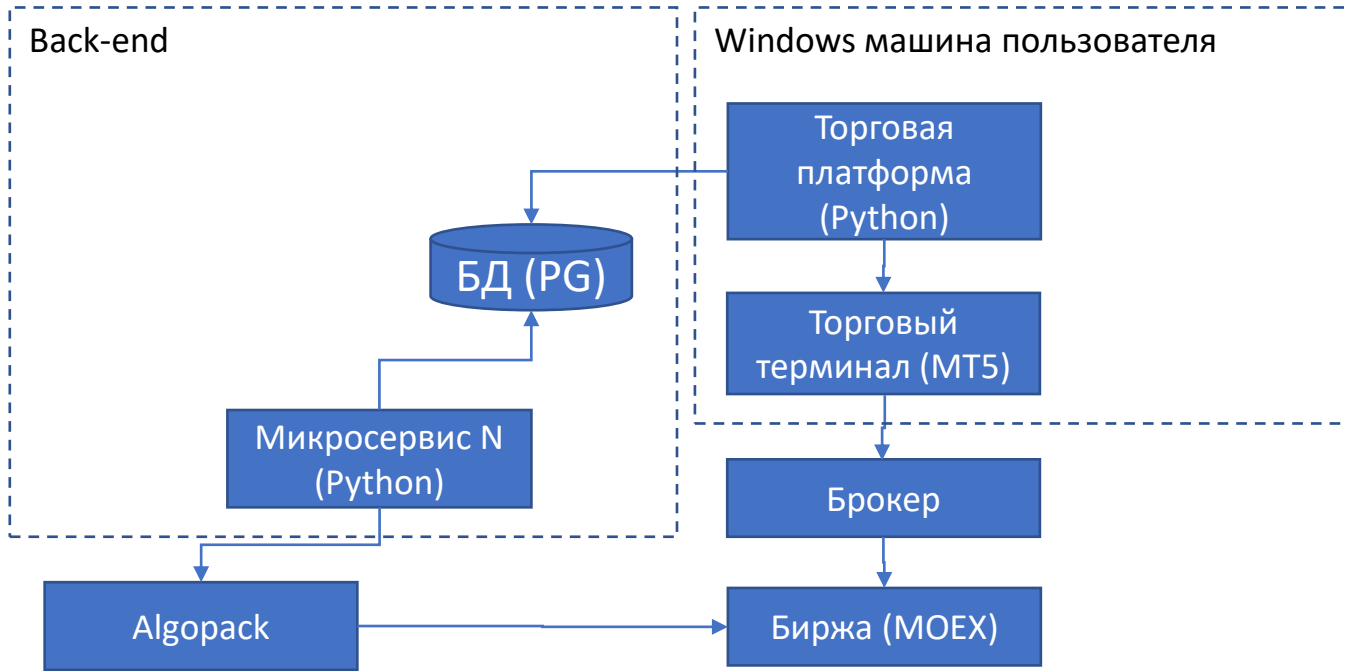 Back-end
Windows машина пользователя
Торговая
платформа
(Python)
БД (PG)
Торговый
терминал (MT5)
Микросервис N
(Python)
Брокер
Algopack
Биржа (MOEX)